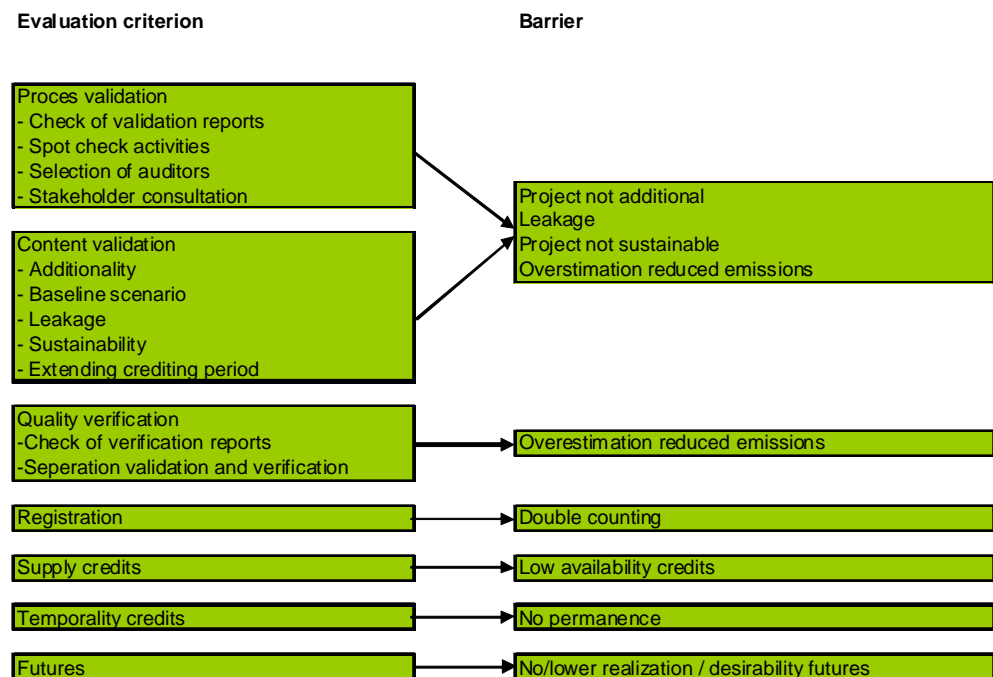 Evaluation criterion
Barrier
Proces validation
- Check of validation reports
- Spot check activities
- Selection of auditors
- Stakeholder consultation
Project not additional
Leakage
Project not sustainable
Overstimation reduced emissions
Content validation
- Additionality
- Baseline scenario
- Leakage
- Sustainability
- Extending crediting period
Quality verification
-Check of verification reports
-Seperation validation and verification
Overestimation reduced emissions
Registration
Double counting
Supply credits
Low availability credits
Temporality credits
No permanence
Futures
No/lower realization / desirability futures